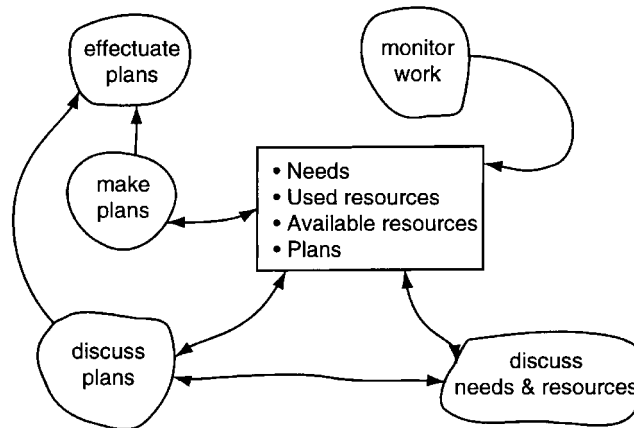 effectuate
plans
monitor
work
make
plans
• Needs
• Used resources
• Available resources
• Plans
discuss
plans
discuss
needs & resources